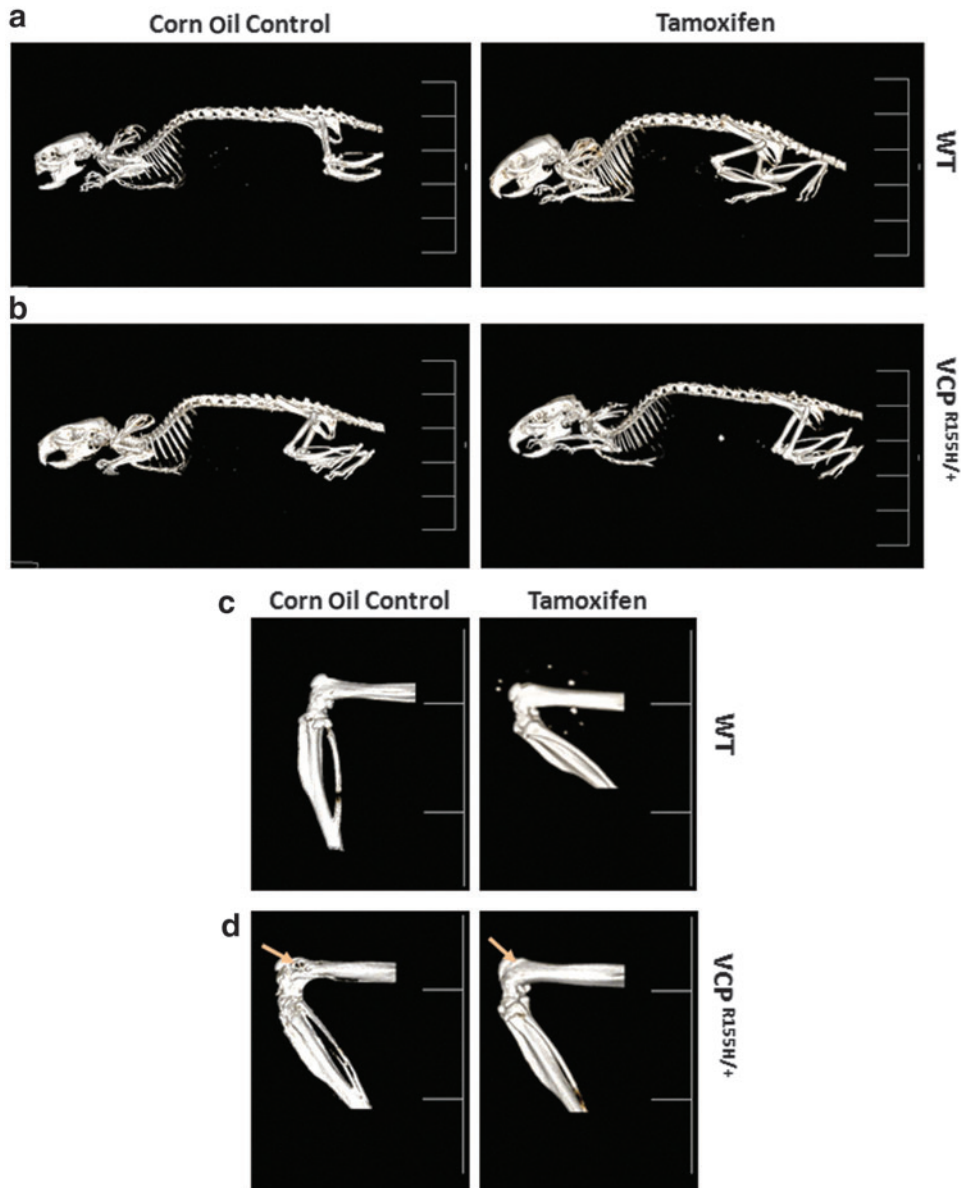 a
Corn Oil Control
Tamoxifen
WT
b
VCP R155H/+
c
Corn Oil Control
Tamoxifen
WT
d
VCP R155H/+